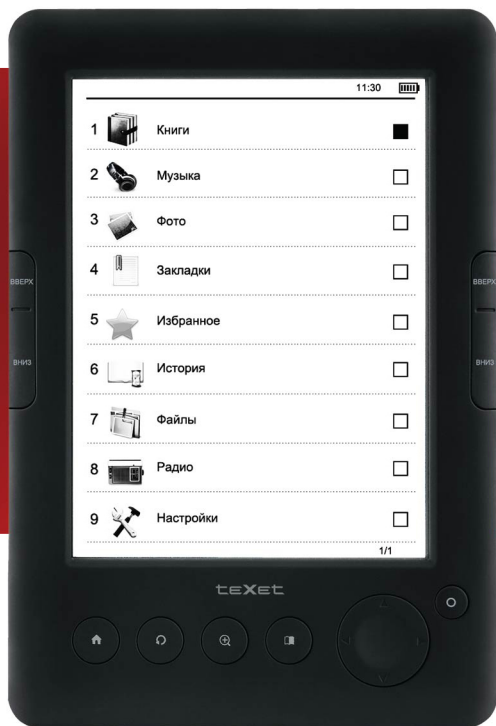 11:30
1 Книги
2 Музыка
3 Фото
4 Закладки
5 Избранное
6 История
7 Файлы
8 Радио
9 Настройки
1/1
ВВЕРХ
ВНИЗ
ВВЕРХ
ВНИЗ
teXet